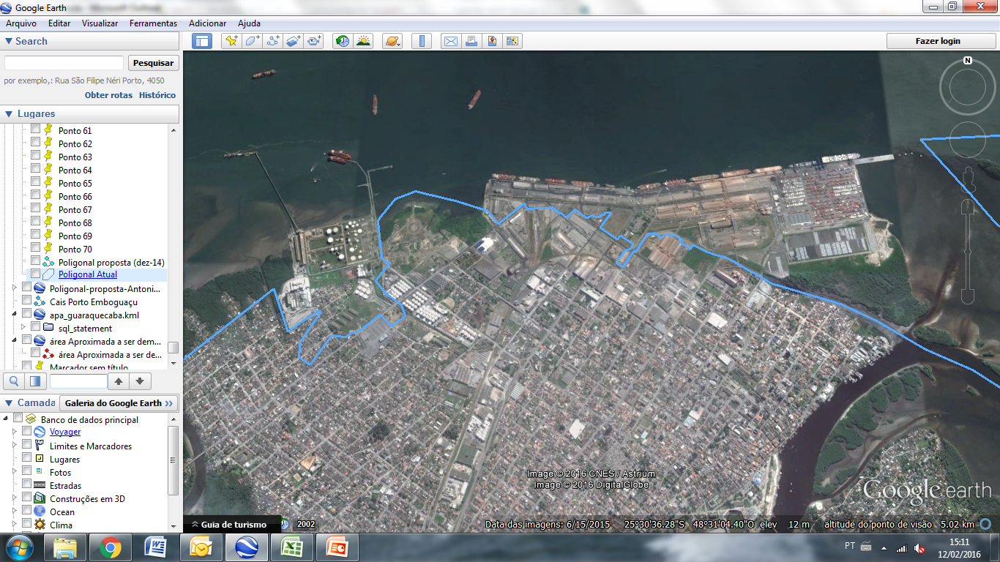 Google Earth
Arquivo Editar Visualizar Ferramentas Adicionar Ajuda
Search
Pesquisar
por exemplo,: Rua São Filipe Néri Porto, 4050
Obter rotas Histórico
Lugares
Ponto 61
Ponto 62
Ponto 63
Ponto 64
Ponto 65
Ponto 66
Ponto 67
Ponto 68
Ponto 69
Ponto 70
Poligonal proposta (dez-14)
Poligonal Atual
Poligonal-proposta-Antoni...
Cais Porto Emboguaçu
apa_guaraquecaba.kml
sql_statement
área Aproximada a ser dem...
área Aproximada a ser de...
Marcador sem título
Camada Galeria do Google Earth >>
Banco de dados principal
Voyager
Limites e Marcadores
Lugares
Fotos
Estradas
Construções em 3D
Ocean
Clima
Fazer login
N
Image © 2016 CNES / Astrium
Image © 2016 DigitalGlobe
Google earth
Guia de turismo 2002 Data das imagens: 6/15/2015 25°30'36.28"S 48°31'04.40"O elev 12 m altitude do ponto de visão 5.02 km
PT 15:11
12/02/2016